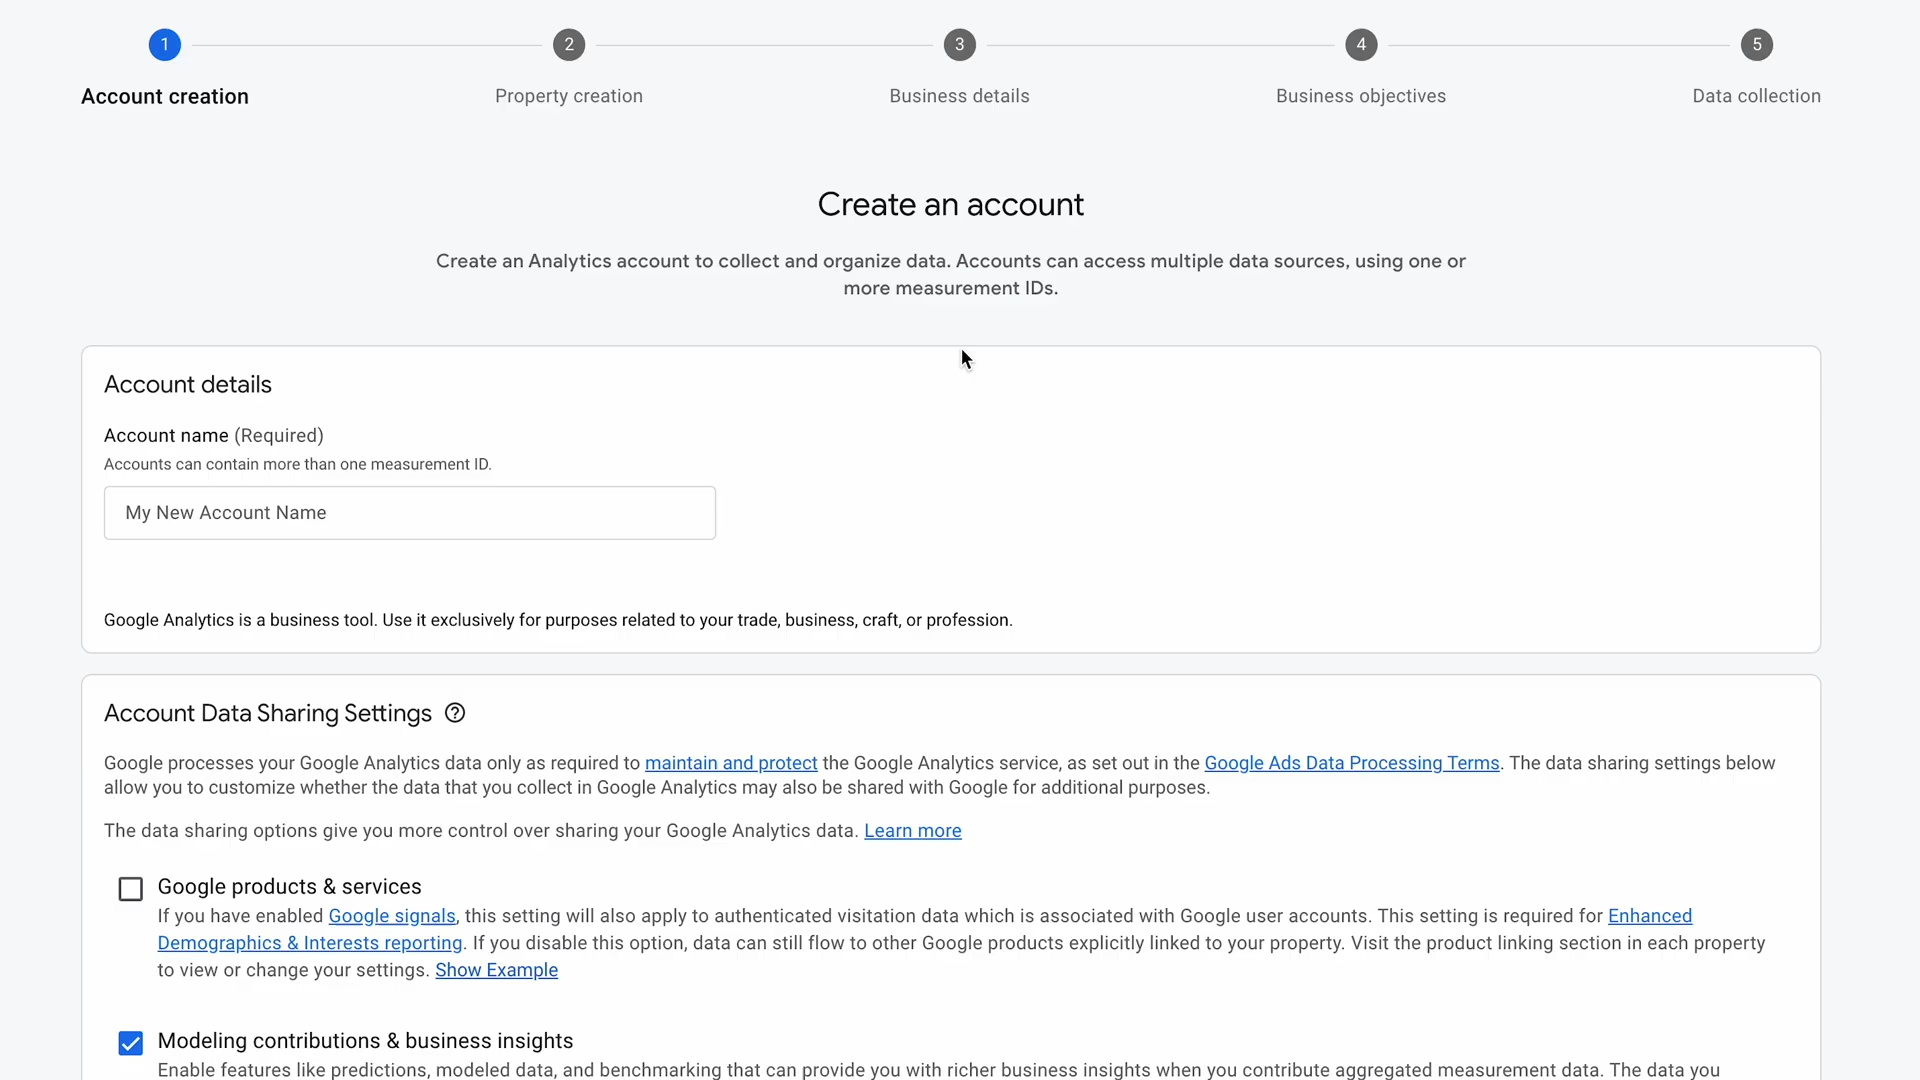 1 2 3 4 5
Account creation Property creation Business details Business objectives Data collection
Create an account
Create an Analytics account to collect and organize data. Accounts can access multiple data sources, using one or
more measurement IDs.
Account details
Account name (Required)
Accounts can contain more than one measurement ID.
My New Account Name
Google Analytics is a business tool. Use it exclusively for purposes related to your trade, business, craft, or profession.
Account Data Sharing Settings ?
Google processes your Google Analytics data only as required to maintain and protect the Google Analytics service, as set out in the Google Ads Data Processing Terms. The data sharing settings below
allow you to customize whether the data that you collect in Google Analytics may also be shared with Google for additional purposes.
The data sharing options give you more control over sharing your Google Analytics data. Learn more
Google products & services
If you have enabled Google signals, this setting will also apply to authenticated visitation data which is associated with Google user accounts. This setting is required for Enhanced
Demographics & Interests reporting. If you disable this option, data can still flow to other Google products explicitly linked to your property. Visit the product linking section in each property
to view or change your settings. Show Example
Modeling contributions & business insights
Enable features like predictions, modeled data, and benchmarking that can provide you with richer business insights when you contribute aggregated measurement data. The data you